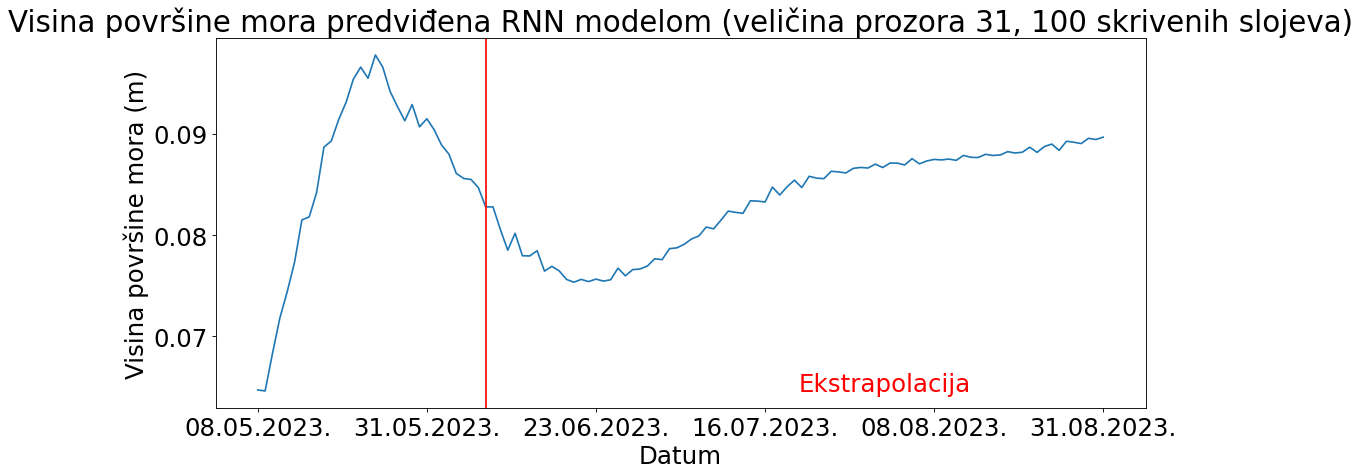 Visina površine mora predviđena RNN modelom (veličina prozora 31, 100 skrivenih slojeva)
Visina površine mora (m)
0.09
0.08
0.07
Ekstrapolacija
08.05.2023. 31.05.2023. 23.06.2023. 16.07.2023. 08.08.2023. 31.08.2023.
Datum